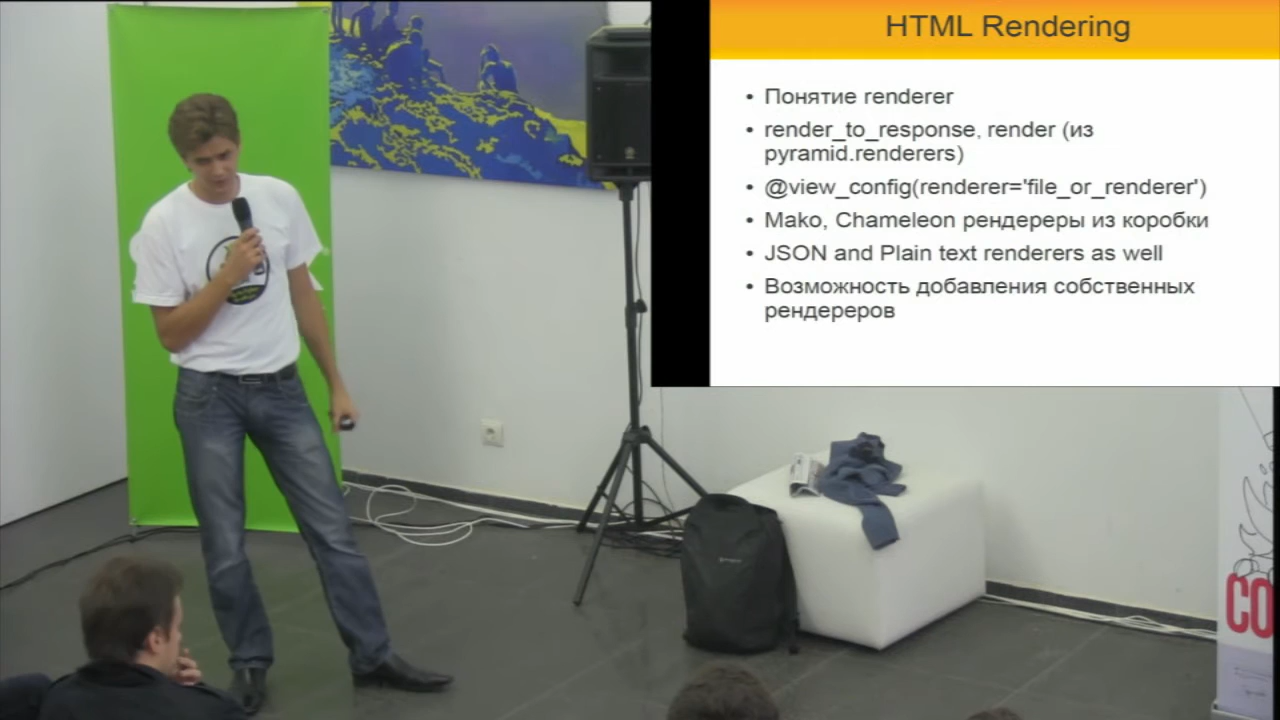 HTML Rendering
• Понятие renderer
• render_to_response, render (из
pyramid.renderers)
• @view_config(renderer='file_or_renderer')
• Mako, Chameleon рендереры из коробки
• JSON and Plain text renderers as well
• Возможность добавления собственных
рендереров
CO